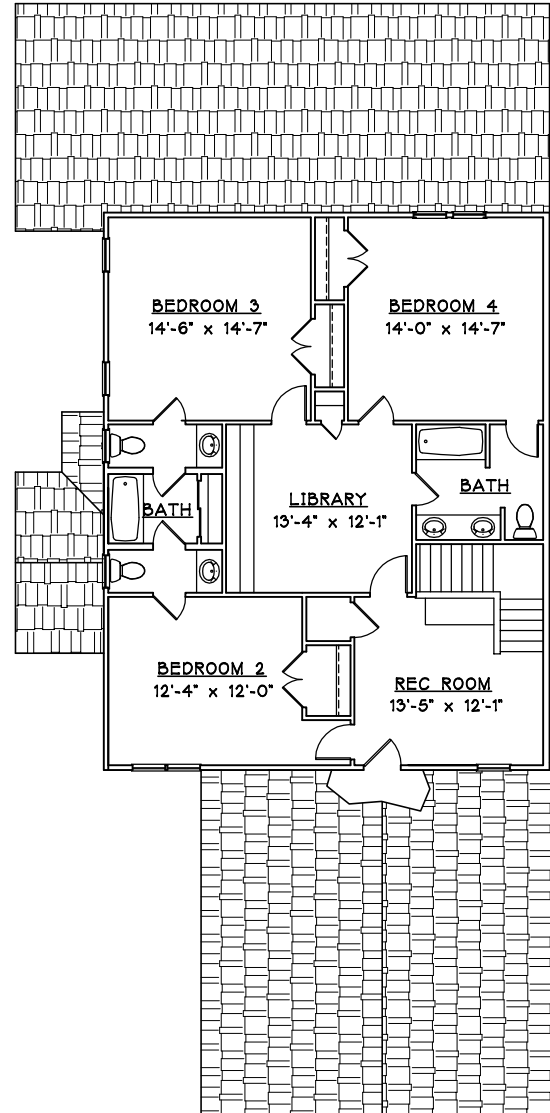 BEDROOM 3
14'-6" x 14'-7"
BEDROOM 4
14'-0" x 14'-7"
BATH
LIBRARY
13'-4" x 12'-1"
BATH
BEDROOM 2
12'-4" x 12'-0"
REC ROOM
13'-5" x 12'-1"